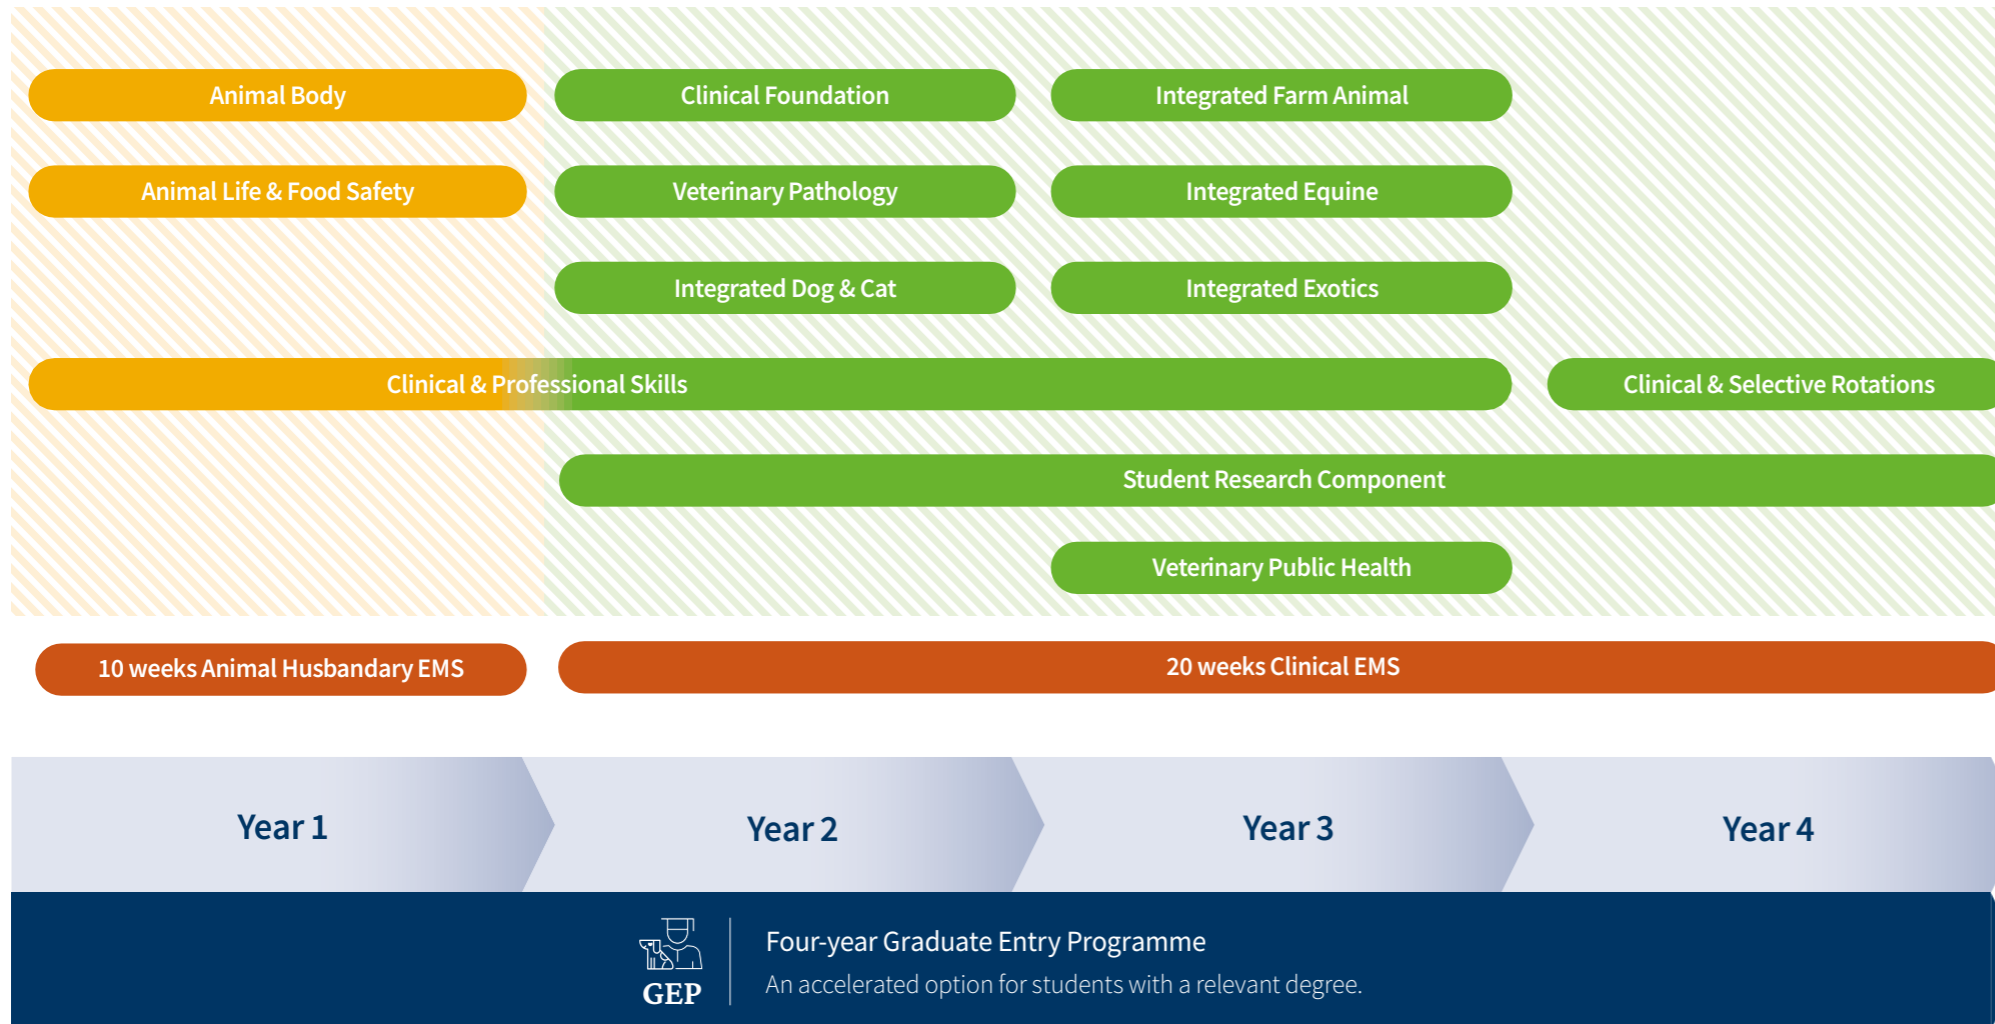 Animal Body
Clinical Foundation
Integrated Farm Animal
Animal Life & Food Safety
Veterinary Pathology
Integrated Equine
Integrated Dog & Cat
Integrated Exotics
Clinical & Professional Skills
Clinical & Selective Rotations
Student Research Component
Veterinary Public Health
10 weeks Animal Husbandary EMS
20 weeks Clinical EMS
Year 1
Year 2
Year 3
Year 4
GEP
Four-year Graduate Entry Programme
An accelerated option for students with a relevant degree.